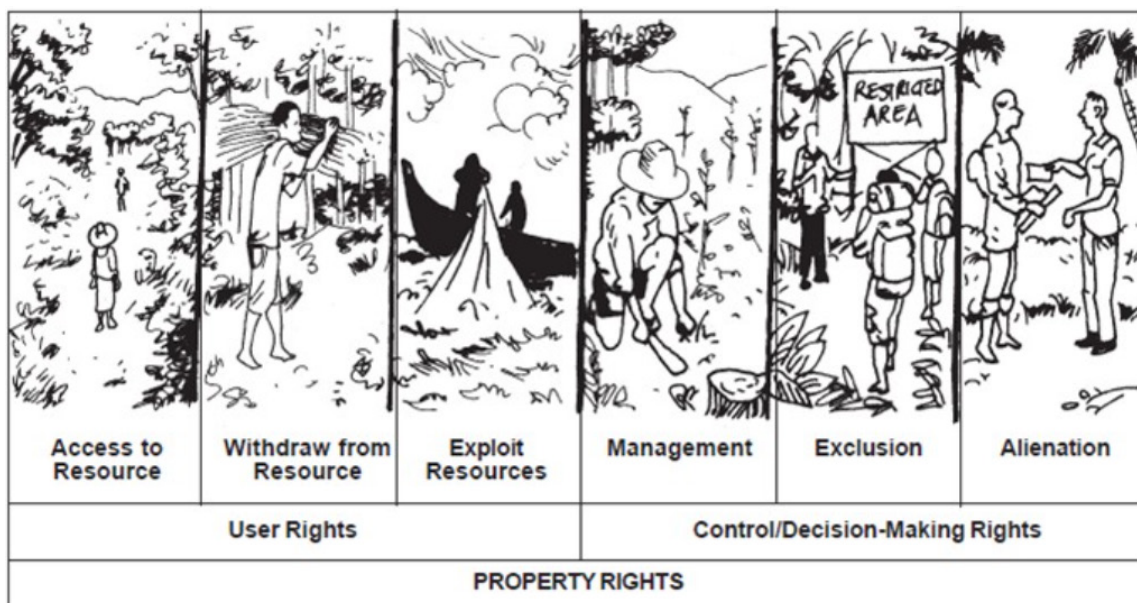 RESTRICTED
AREA
Access to
Resource
Withdraw from
Resource
Exploit
Resources
Management
Exclusion
Alienation
User Rights
Control/Decision-Making Rights
PROPERTY RIGHTS